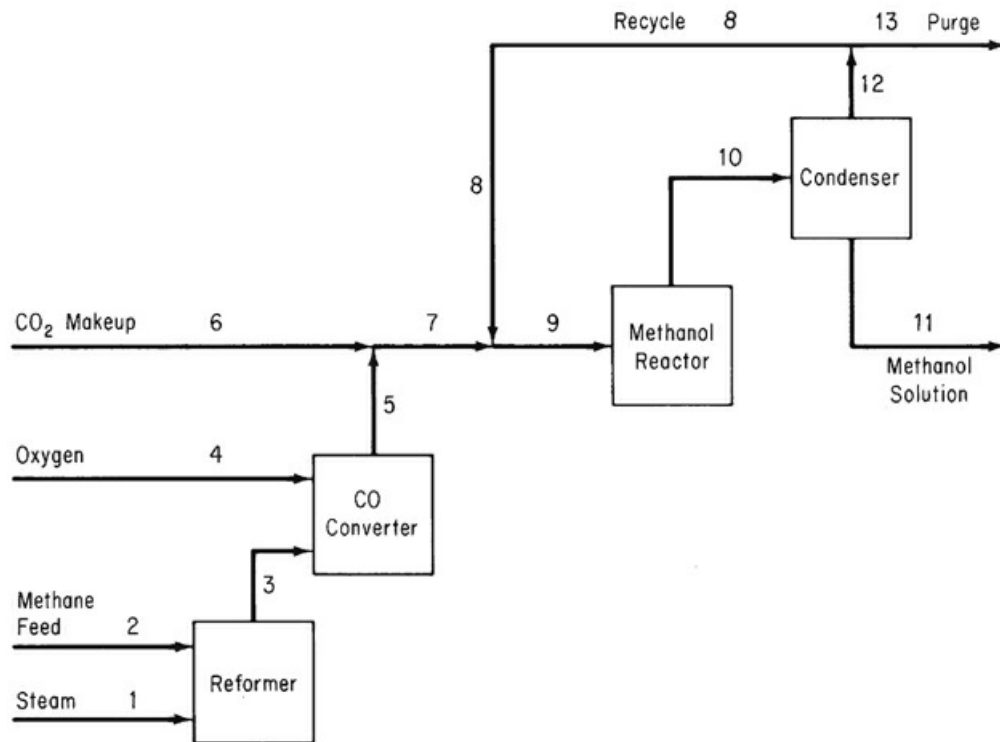 Recycle 8 13 Purge
12
10
Condenser
8
CO₂ Makeup 6 7 9
Methanol
Reactor
11
Methanol
Solution
5
Oxygen 4
CO
Converter
3
Methane
Feed 2
Reformer
Steam 1